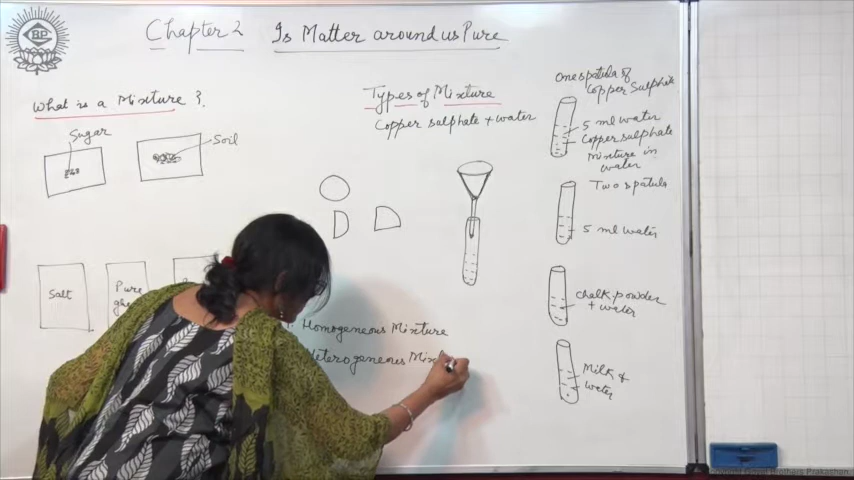 Chapter 2 Is Matter around us Pure
What is a Mixture?
Sugar
Soil
Salt
Pure
Types of Mixture
Copper sulphate + water
1. Homogeneous Mixture
Heterogeneous
One spatula of
Copper Sulphate
5 ml water
Copper sulphate
Mixture in
water
Two spatula
5 ml water
chalk powder
+ water
Milk &
water
GBP